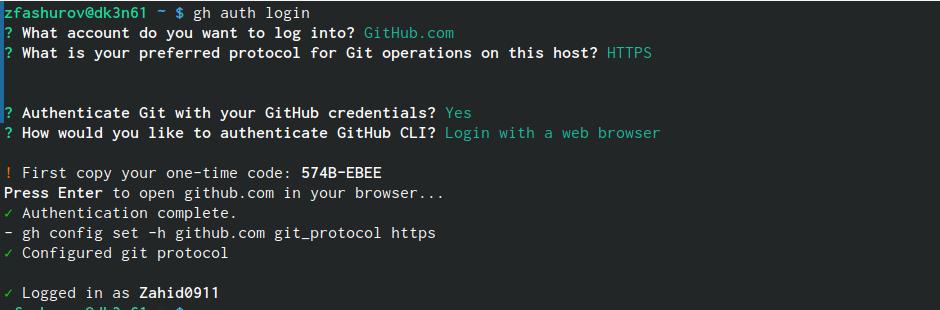 zfashurov@dk3n61 ~ $ gh auth login
? What account do you want to log into? GitHub.com
? What is your preferred protocol for Git operations on this host? HTTPS
? Authenticate Git with your GitHub credentials? Yes
? How would you like to authenticate GitHub CLI? Login with a web browser
! First copy your one-time code: 574B-EBEE
Press Enter to open github.com in your browser...
✓ Authentication complete.
- gh config set -h github.com git_protocol https
✓ Configured git protocol
✓ Logged in as Zahid0911